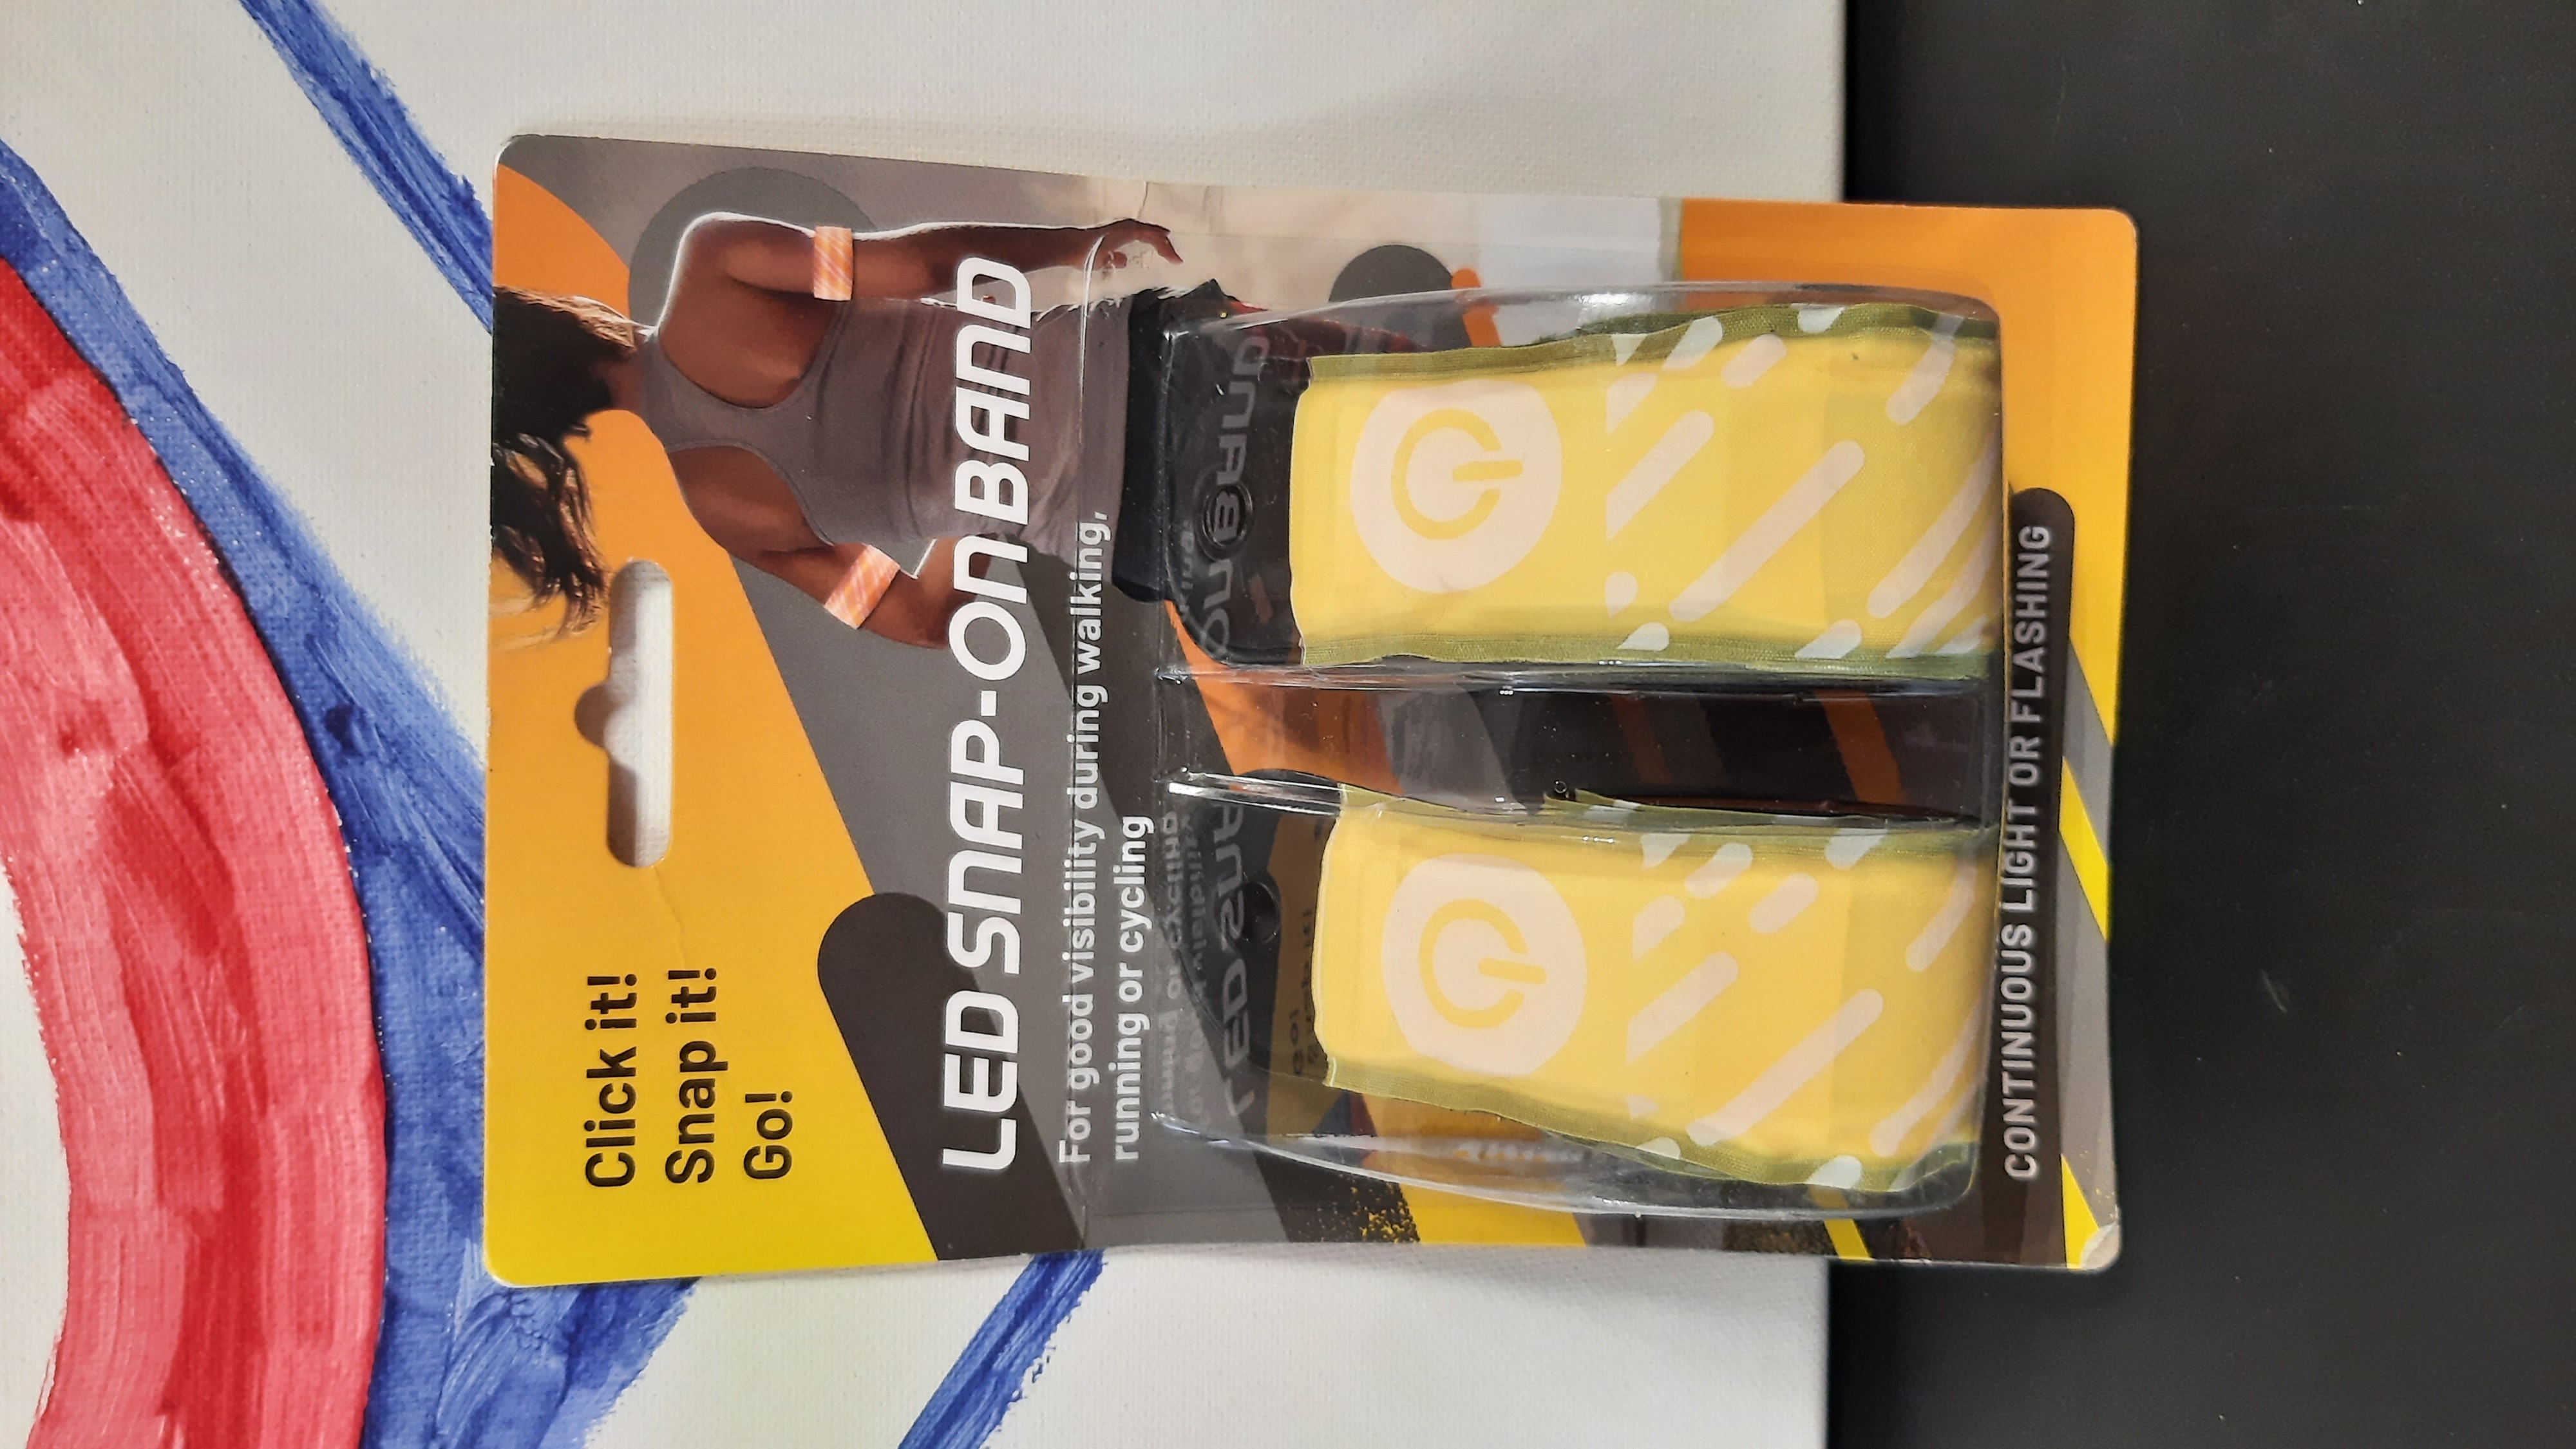 Click it!
Snap it!
Go!
LED SNAP-ON BAND
For good visibility during walking,
running or cycling
CONTINUOUS LIGHT OR FLASHING